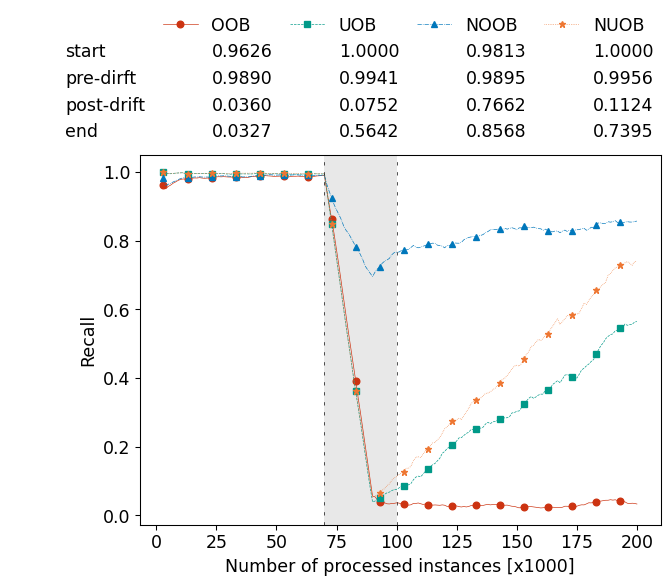 OOB UOB NOOB NUOB
start 0.9626 1.0000 0.9813 1.0000
pre-dirft 0.9890 0.9941 0.9895 0.9956
post-drift 0.0360 0.0752 0.7662 0.1124
end 0.0327 0.5642 0.8568 0.7395
1.0
0.8
0.6
0.4
0.2
0.0
Recall
0 25 50 75 100 125 150 175 200
Number of processed instances [x1000]